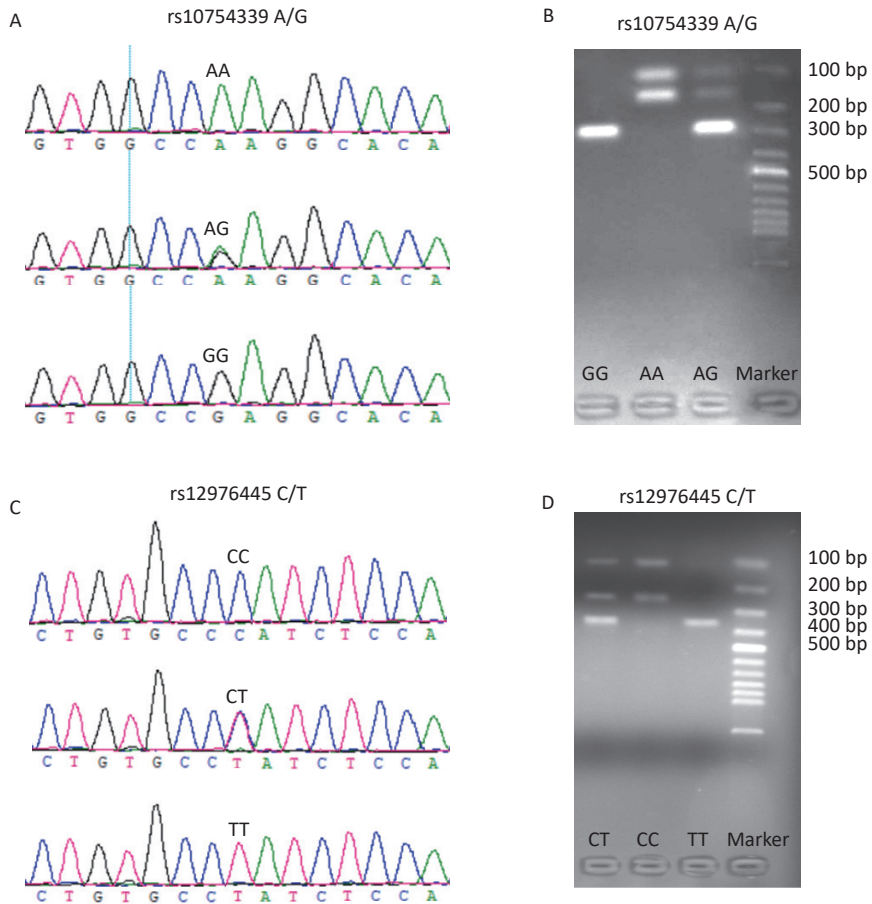 A
rs10754339 A/G
AA
G T G G C C A A G G C A C A
AG
G T G G C C A A G G C A C A
GG
G T G G C C G A G G C A C A
B
rs10754339 A/G
100 bp
200 bp
300 bp
500 bp
GG AA AG Marker
C
rs12976445 C/T
CC
C T G T G C C C A T C T C C A
CT
C T G T G C C T A T C T C C A
TT
C T G T G C C T A T C T C C A
D
rs12976445 C/T
100 bp
200 bp
300 bp
400 bp
500 bp
CT CC TT Marker